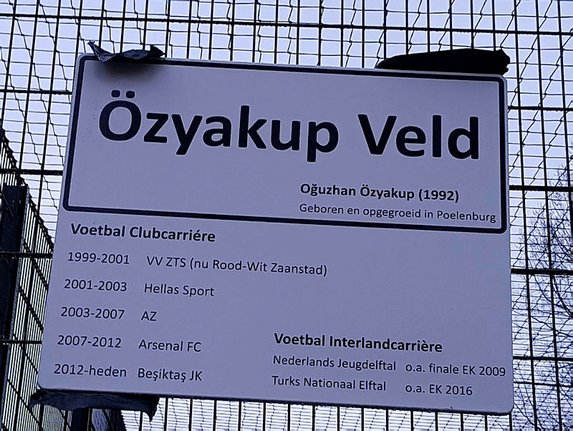 Özyakup Veld
Oğuzhan Özyakup (1992)
Geboren en opgegroeid in Poelenburg
Voetbal Clubcarriére
1999-2001 VV ZTS (nu Rood-Wit Zaanstad)
2001-2003 Hellas Sport
2003-2007 AZ
2007-2012 Arsenal FC
2012-heden Beşiktaş JK
Voetbal Interlandcarrière
Nederlands Jeugdelftal o.a. finale EK 2009
Turks Nationaal Elftal o.a. EK 2016